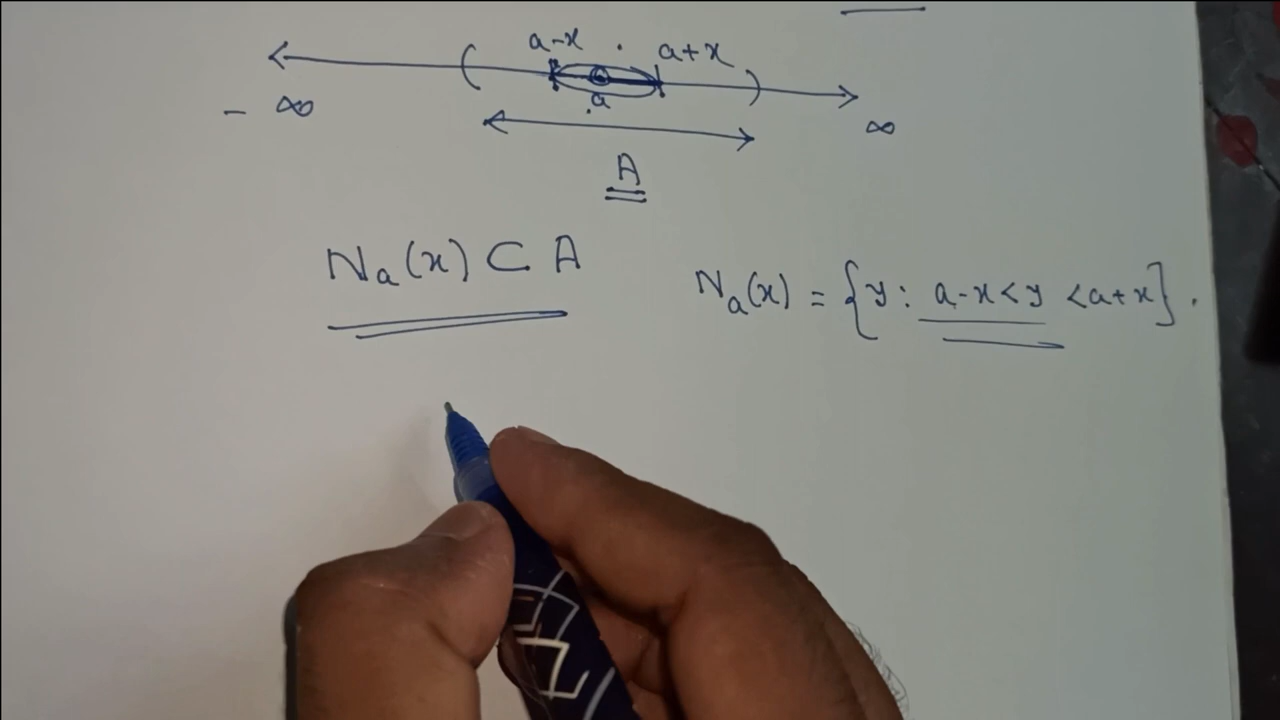 a-x a+x
a
- ∞ ∞
A
Na(x) ⊂ A
Na(x) = {y: a-x<y <a+x}.